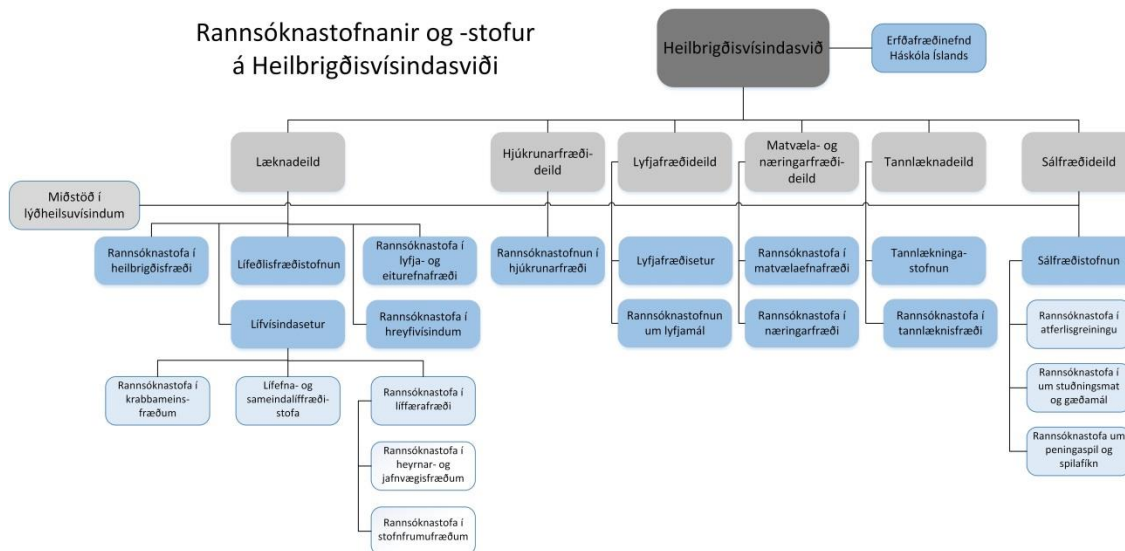 Rannsóknastofnanir og -stofur
á Heilbrigðisvísindasviði
Heilbrigðisvísindasvið
Erfðafræðinefnd
Háskóla Íslands
Læknadeild
Hjúkrunarfræði-
deild
Lyfjafræðideild
Matvæla- og
næringarfræði-
deild
Tannlæknadeild
Sálfræðideild
Miðstöð í
lýðheilsuvísindum
Rannsóknastofa í
heilbrigðisfræði
Lífeðlisfræðistofnun
Rannsóknastofa í
lyfja- og
eiturefnafræði
Rannsóknastofnun í
hjúkrunarfræði
Lyfjafræðisetur
Rannsóknastofa í
matvælaefnafræði
Tannlækninga-
stofnun
Sálfræðistofnun
Lífvísindasetur
Rannsóknastofa í
hreyfivísindum
Rannsóknastofnun
um lyfjamál
Rannsóknastofa í
næringarfræði
Rannsóknastofa í
tannlæknisfræði
Rannsóknastofa í
atferlisgreiningu
Rannsóknastofa í
krabbameins-
fræðum
Lífefna- og
sameindalíffræði-
stofa
Rannsóknastofa í
líffærafræði
Rannsóknastofa í
um stuðningsmat
og gæðamál
Rannsóknastofa í
heyrnar- og
jafnvægisfræðum
Rannsóknastofa um
peningaspil og
spilafíkn
Rannsóknastofa í
stofnfrumufræðum